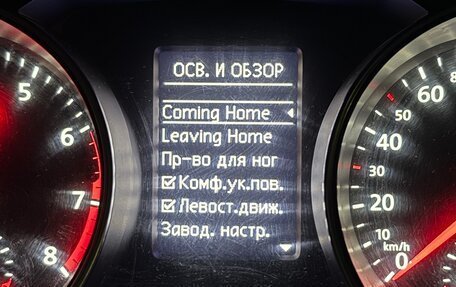 ОСВ. И ОБЗОР
Coming Home
Leaving Home
Пр-во для ног
Комф.ук.пов.
Левост.движ.
Завод. настр.
5
6
7
8
80
60
50
40
30
20
10
km/h
0